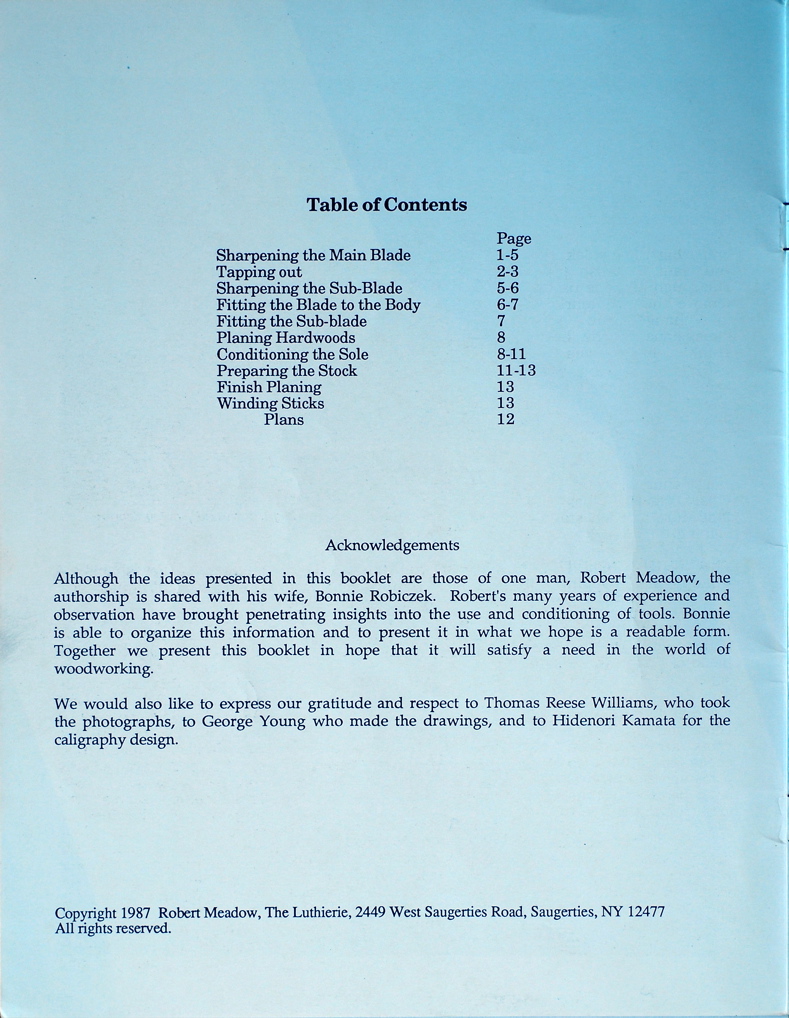 Table of Contents
Page
Sharpening the Main Blade 1-5
Tapping out 2-3
Sharpening the Sub-Blade 5-6
Fitting the Blade to the Body 6-7
Fitting the Sub-blade 7
Planing Hardwoods 8
Conditioning the Sole 8-11
Preparing the Stock 11-13
Finish Planing 13
Winding Sticks 13
Plans 12
Acknowledgements
Although the ideas presented in this booklet are those of one man, Robert Meadow, the
authorship is shared with his wife, Bonnie Robiczek. Robert's many years of experience and
observation have brought penetrating insights into the use and conditioning of tools. Bonnie
is able to organize this information and to present it in what we hope is a readable form.
Together we present this booklet in hope that it will satisfy a need in the world of
woodworking.
We would also like to express our gratitude and respect to Thomas Reese Williams, who took
the photographs, to George Young who made the drawings, and to Hidenori Kamata for the
caligraphy design.
Copyright 1987 Robert Meadow, The Luthierie, 2449 West Saugerties Road, Saugerties, NY 12477
All rights reserved.